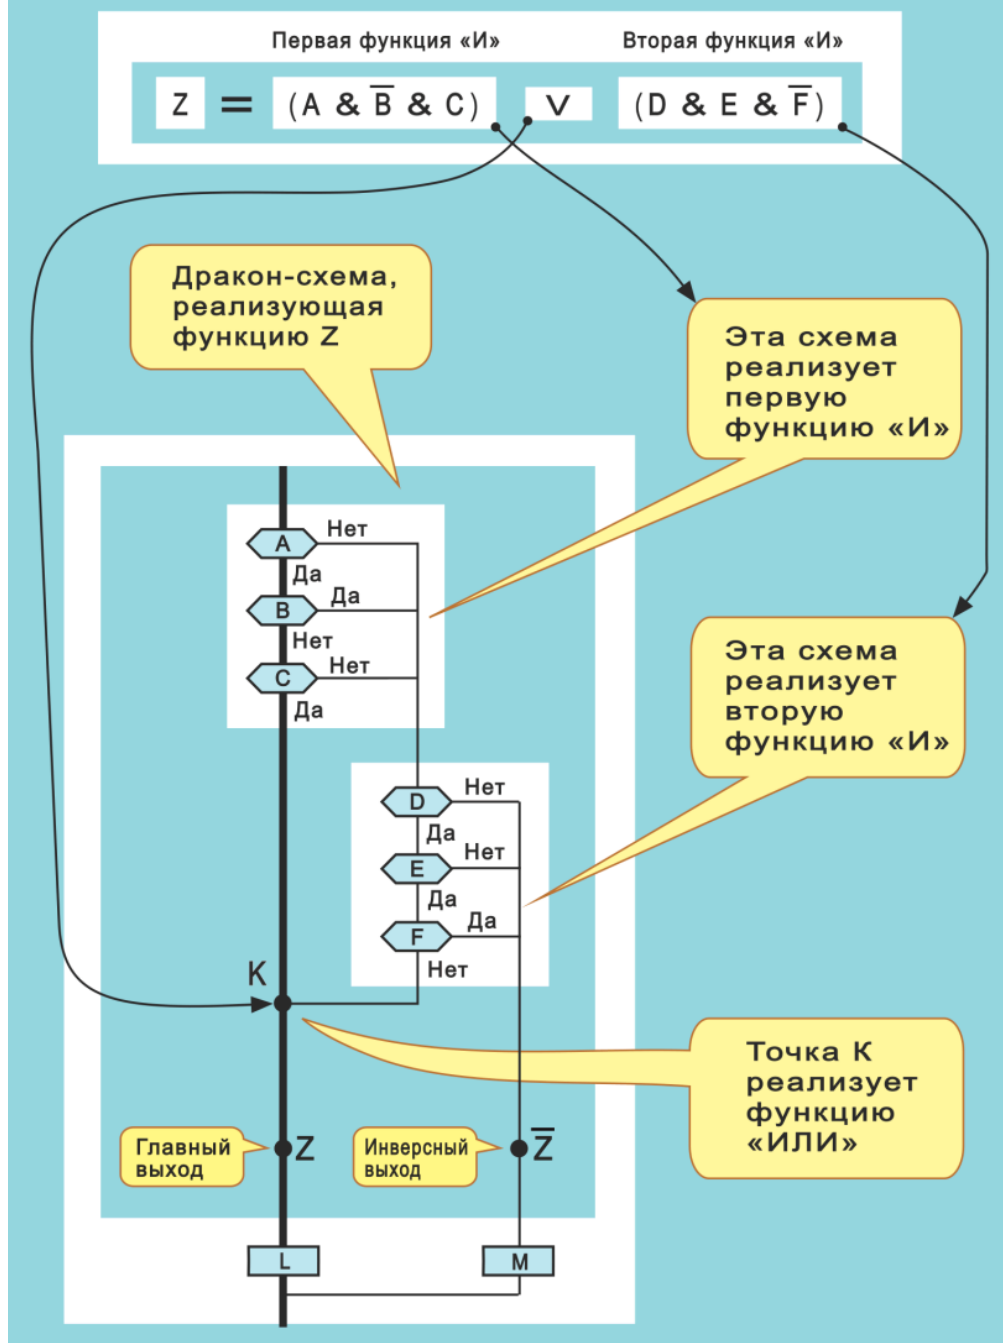 Первая функция «И» Вторая функция «И»
Z = (A & B̅ & C) ∨ (D & E & F̅)
Дракон-схема,
реализующая
функцию Z
Эта схема
реализует
первую
функцию «И»
A Нет
Да
B Да
Нет
C Нет
Да
Эта схема
реализует
вторую
функцию «И»
D Нет
Да
E Нет
Да
F Да
Нет
K
Точка К
реализует
функцию
«ИЛИ»
Главный
выход
Z
Инверсный
выход
Z̅
L
M